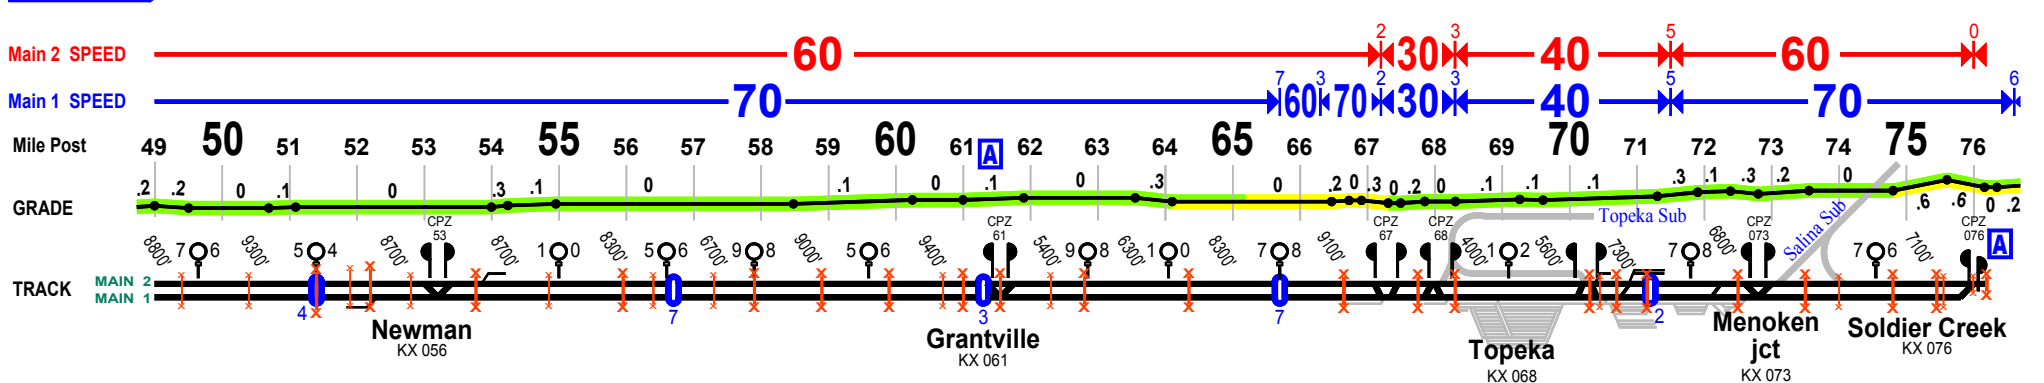 2 3 5 0
Main 2 SPEED 60 30 40 60
7 3 2 3 5 6
Main 1 SPEED 70 60 70 30 40 70
Mile Post 49 50 51 52 53 54 55 56 57 58 59 60 61 A 62 63 64 65 66 67 68 69 70 71 72 73 74 75 76
GRADE .2 .2 0 .1 0 .3 .1 0 .1 0 .1 0 .3 0 .2 0 .3 0 .2 0 .1 .1 .1 .3 .1 .3 .2 0 .6 .6 0 .2
Topeka Sub
Salina Sub
CPZ 53
CPZ 61
CPZ 67
CPZ 68
CPZ 073
CPZ 076
A
8800' 9300' 8700' 8700' 8300' 6700' 9000' 9400' 5400' 8300' 9100' 4000' 5600' 7300' 6800' 7100'
7 6 5 4 1 0 5 6 9 8 5 6 9 8 1 0 7 8 1 2 7 8 7 6
TRACK MAIN 2
MAIN 1
4 7 3 7 2
Newman
KX 056
Grantville
KX 061
Topeka
KX 068
Menoken
jct
KX 073
Soldier Creek
KX 076